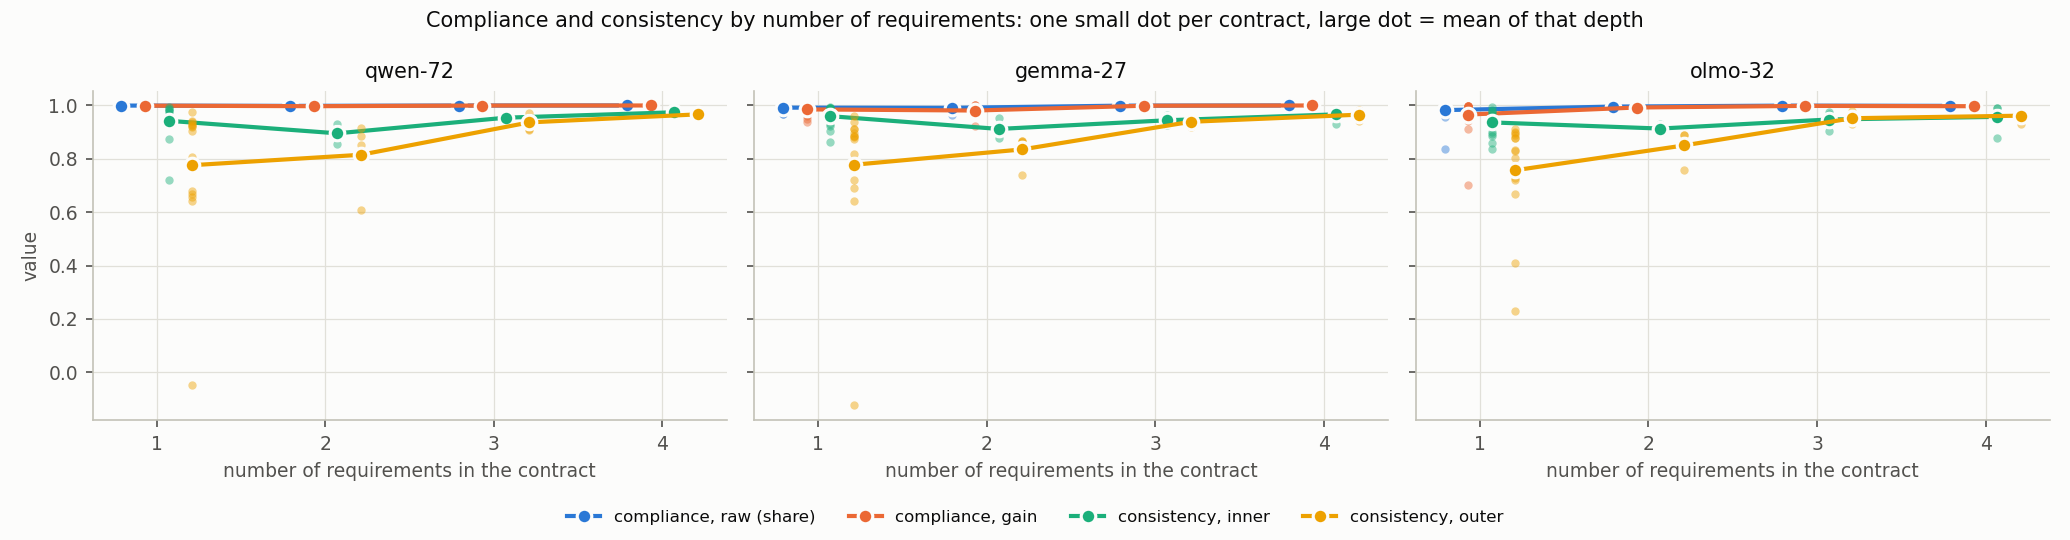 Compliance and consistency by number of requirements: one small dot per contract, large dot = mean of that depth
qwen-72
gemma-27
olmo-32
value
1.0
0.8
0.6
0.4
0.2
0.0
1 2 3 4
1 2 3 4
1 2 3 4
number of requirements in the contract
number of requirements in the contract
number of requirements in the contract
compliance, raw (share)
compliance, gain
consistency, inner
consistency, outer